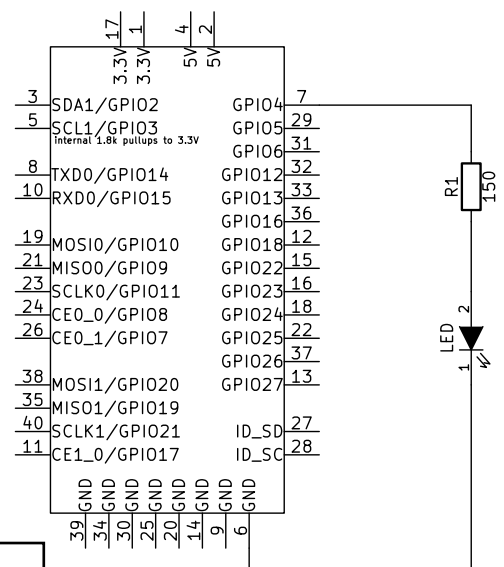 17 1 4 2
3.3V 3.3V 5V 5V
3 SDA1/GPIO2 GPIO4 7
5 SCL1/GPIO3 GPIO5 29
internal 1.8k pullups to 3.3V
GPIO6 31
8 TXD0/GPIO14 GPIO12 32
10 RXD0/GPIO15 GPIO13 33
GPIO16 36
19 MOSI0/GPIO10 GPIO18 12
21 MISO0/GPIO9 GPIO22 15
23 SCLK0/GPIO11 GPIO23 16
24 CE0_0/GPIO8 GPIO24 18
26 CE0_1/GPIO7 GPIO25 22
GPIO26 37
38 MOSI1/GPIO20 GPIO27 13
35 MISO1/GPIO19
40 SCLK1/GPIO21 ID_SD 27
11 CE1_0/GPIO17 ID_SC 28
GND GND GND GND GND GND GND GND
39 34 30 25 20 14 9 6
R1 150
2
LED
1